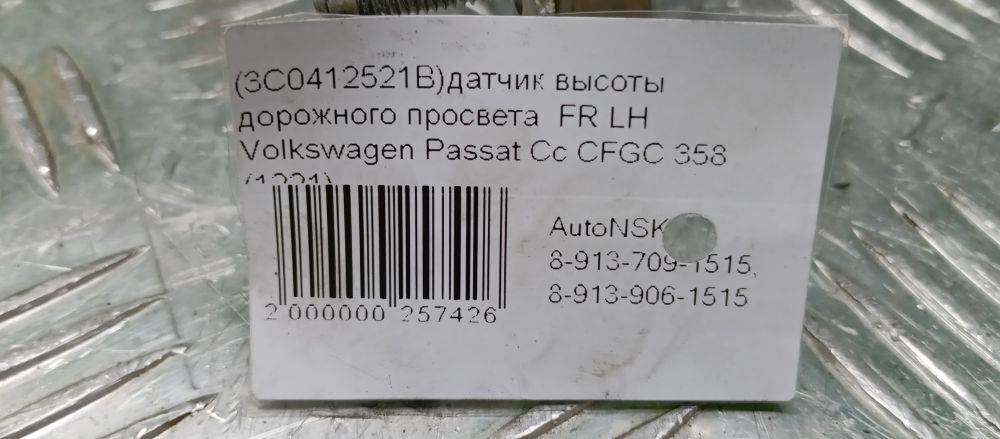 (3C0412521B)датчик высоты
дорожного просвета FR LH
Volkswagen Passat Cc CFGC 358
AutoNSK
8-913-709-1515,
8-913-906-1515
2 000000 257426